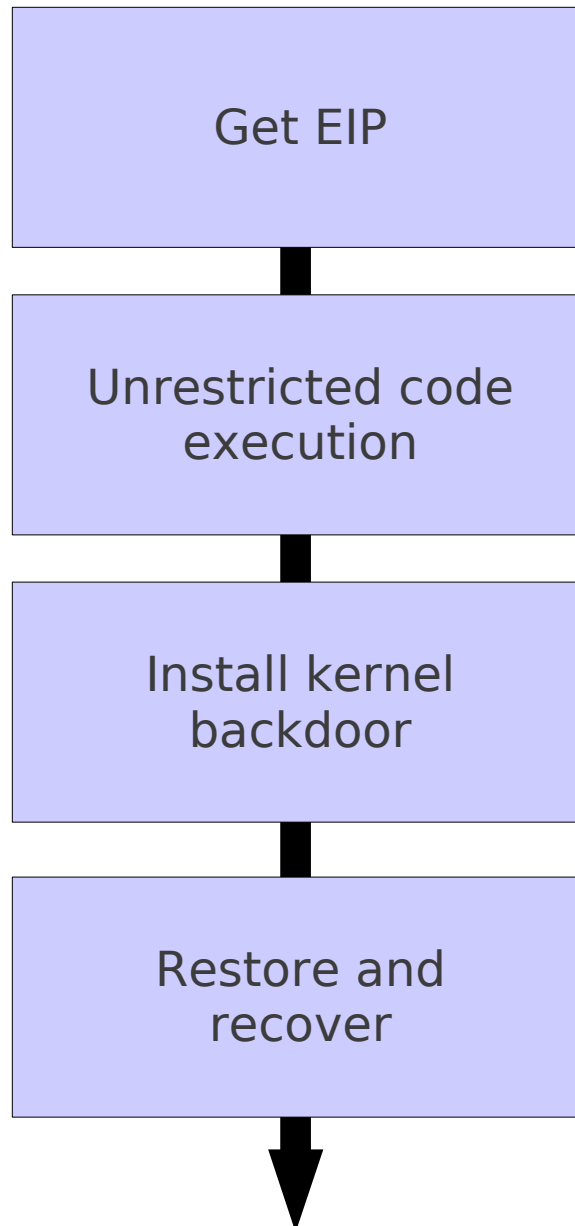 Get EIP
Unrestricted code
execution
Install kernel
backdoor
Restore and
recover